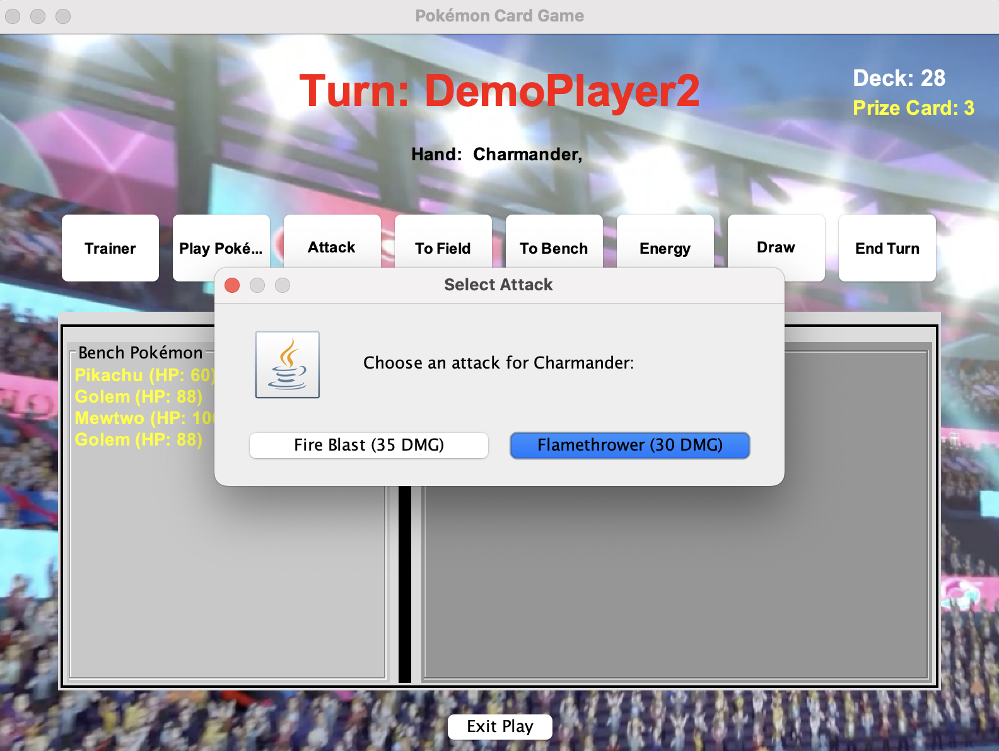 Pokémon Card Game
Turn: DemoPlayer2
Deck: 28
Prize Card: 3
Hand:  Charmander,
Trainer
Play Poké...
Attack
To Field
To Bench
Energy
Draw
End Turn
Select Attack
Choose an attack for Charmander:
Fire Blast (35 DMG)
Flamethrower (30 DMG)
Bench Pokémon
Pikachu (HP: 60)
Golem (HP: 88)
Mewtwo (HP: 10
Golem (HP: 88)
Exit Play